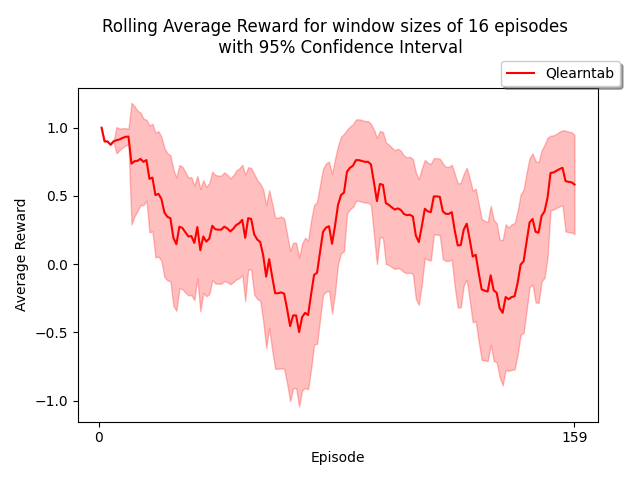 Rolling Average Reward for window sizes of 16 episodes
with 95% Confidence Interval
Qlearntab
1.0
0.5
0.0
−0.5
−1.0
Average Reward
0
159
Episode